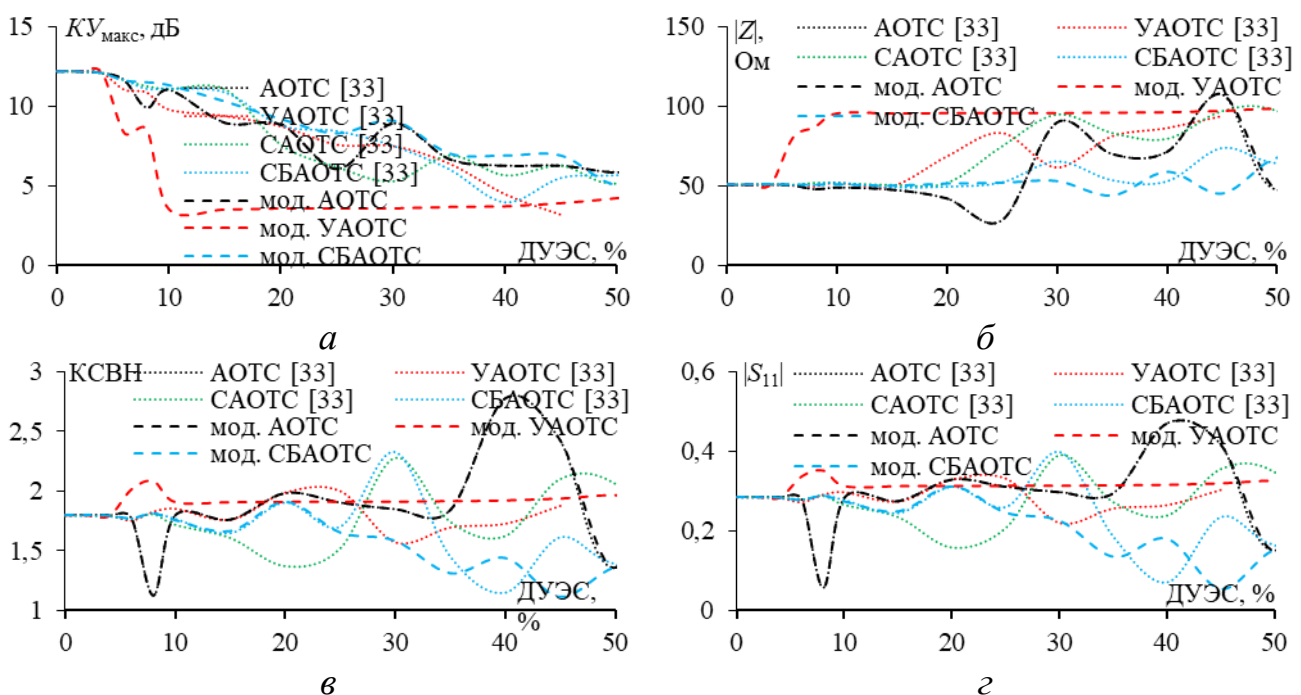 15
КУмакс, дБ
АОТС [33]
УАОТС [33]
САОТС [33]
СБАОТС [33]
мод. АОТС
мод. УАОТС
мод. СБАОТС
10
5
0
ДУЭС, %
0 10 20 30 40 50
а
150
|Z|, Ом
АОТС [33] УАОТС [33]
САОТС [33] СБАОТС [33]
мод. АОТС мод. УАОТС
мод. СБАОТС
100
50
0
ДУЭС, %
0 10 20 30 40 50
б
3
КСВН
АОТС [33] УАОТС [33]
САОТС [33] СБАОТС [33]
мод. АОТС мод. УАОТС
мод. СБАОТС
2,5
2
1,5
1
ДУЭС, %
0 10 20 30 40 50
в
0,6
|S11|
АОТС [33] УАОТС [33]
САОТС [33] СБАОТС [33]
мод. АОТС мод. УАОТС
мод. СБАОТС
0,4
0,2
0
ДУЭС, %
0 10 20 30 40 50
г